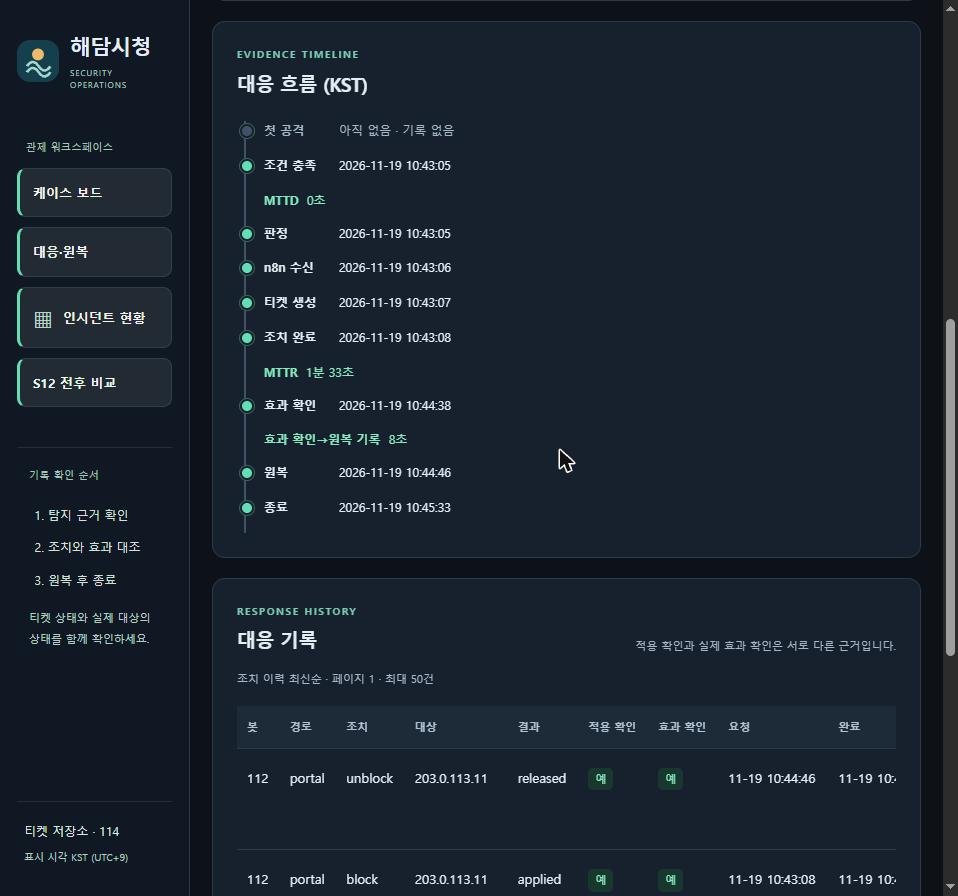 해담시청
SECURITY
OPERATIONS
관제 워크스페이스
케이스 보드
대응·원복
인시던트 현황
S12 전후 비교
기록 확인 순서
1. 탐지 근거 확인
2. 조치와 효과 대조
3. 원복 후 종료
티켓 상태와 실제 대상의
상태를 함께 확인하세요.
티켓 저장소 · 114
표시 시각 KST (UTC+9)
EVIDENCE TIMELINE
대응 흐름 (KST)
첫 공격 아직 없음 · 기록 없음
조건 충족 2026-11-19 10:43:05
MTTD 0초
판정 2026-11-19 10:43:05
n8n 수신 2026-11-19 10:43:06
티켓 생성 2026-11-19 10:43:07
조치 완료 2026-11-19 10:43:08
MTTR 1분 33초
효과 확인 2026-11-19 10:44:38
효과 확인→원복 기록 8초
원복 2026-11-19 10:44:46
종료 2026-11-19 10:45:33
RESPONSE HISTORY
대응 기록
적용 확인과 실제 효과 확인은 서로 다른 근거입니다.
조치 이력 최신순 · 페이지 1 · 최대 50건
봇 경로 조치 대상 결과 적용 확인 효과 확인 요청 완료
112 portal unblock 203.0.113.11 released 예 예 11-19 10:44:46 11-19 10:4
112 portal block 203.0.113.11 applied 예 예 11-19 10:43:08 11-19 10:4